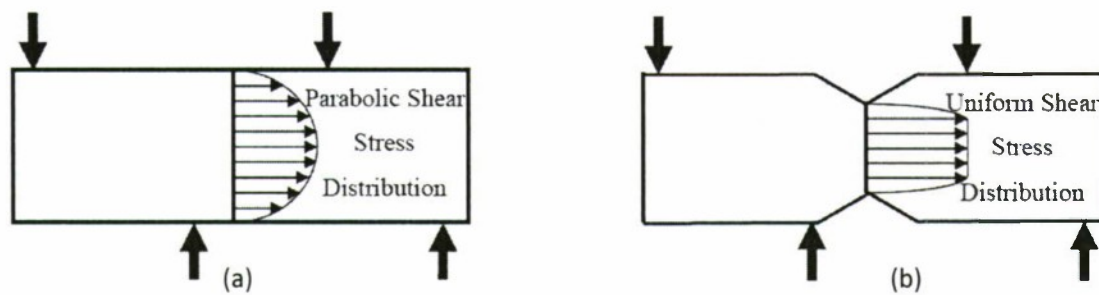 Parabolic Shear
Stress
Distribution
(a)
Uniform Shear
Stress
Distribution
(b)